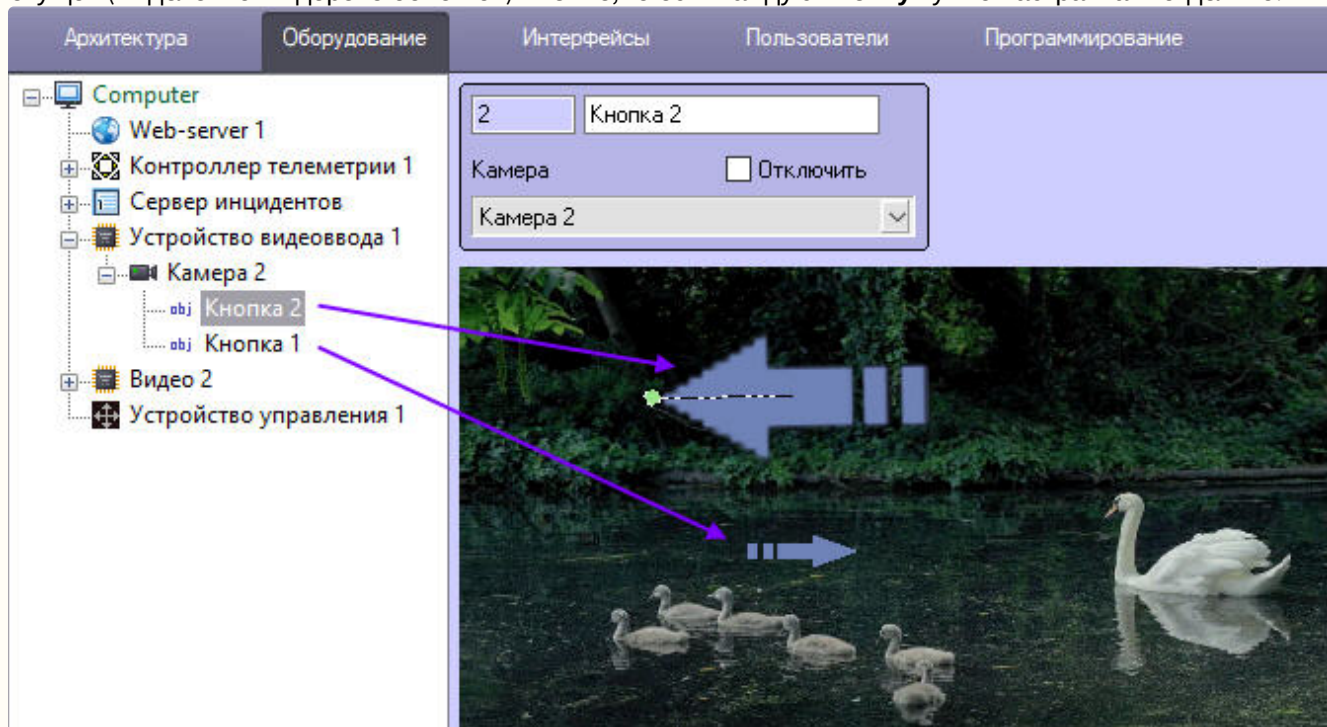 Архитектура Оборудование Интерфейсы Пользователи Программирование
Computer
Web-server 1
Контроллер телеметрии 1
Сервер инцидентов
Устройство видеоввода 1
Камера 2
obj Кнопка 2
obj Кнопка 1
Видео 2
Устройство управления 1
2 Кнопка 2
Камера Отключить
Камера 2